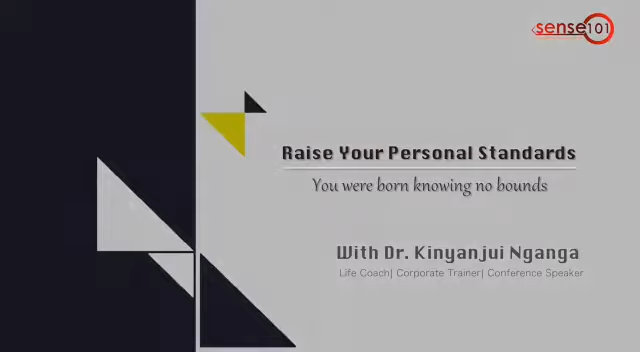 sense101
Raise Your Personal Standards
You were born knowing no bounds
With Dr. Kinyanjui Nganga
Life Coach| Corporate Trainer| Conference Speaker